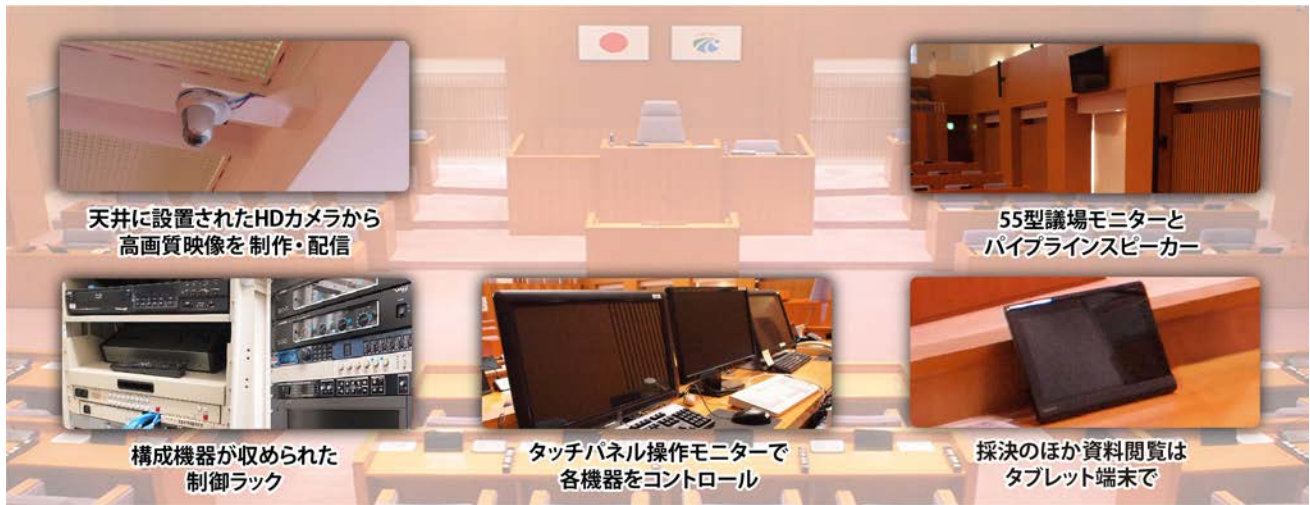 天井に設置されたHDカメラから
高画質映像を制作・配信
55型議場モニターと
パイプラインスピーカー
構成機器が収められた
制御ラック
タッチパネル操作モニターで
各機器をコントロール
採決のほか資料閲覧は
タブレット端末で